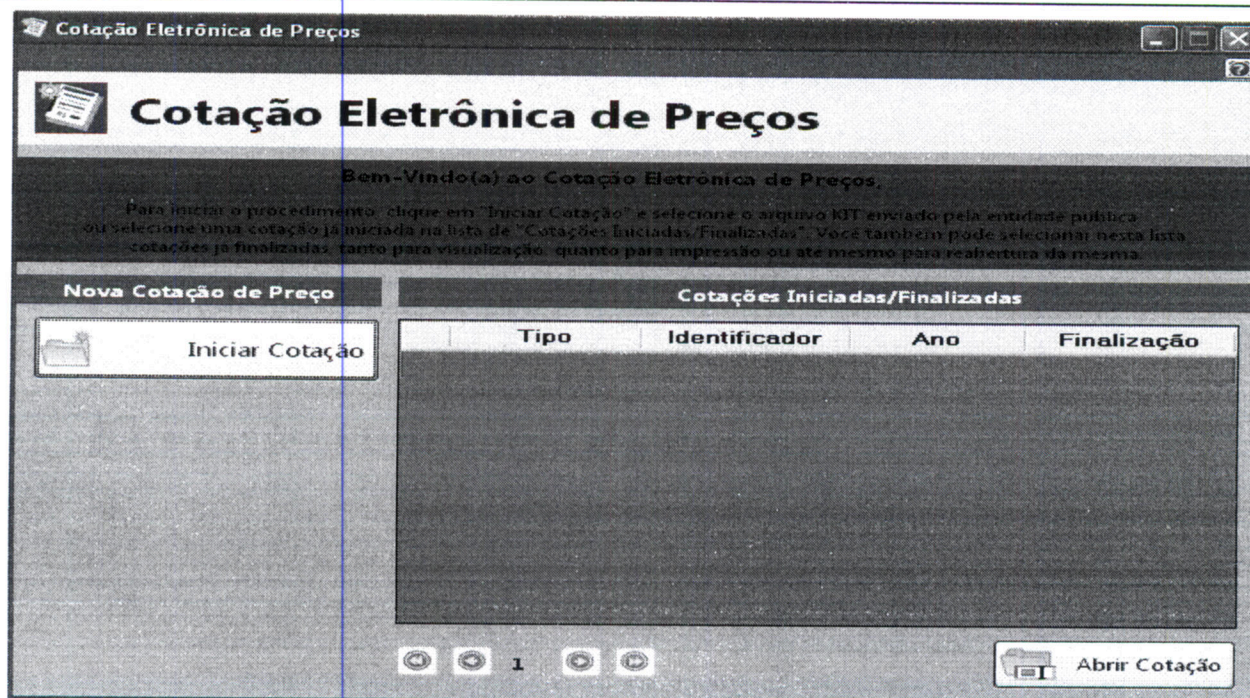 Cotação Eletrônica de Preços
Cotação Eletrônica de Preços
Bem-Vindo(a) ao Cotação Eletrônica de Preços,
Para iniciar o procedimento, clique em "Iniciar Cotação" e selecione o arquivo KIT enviado pela entidade pública
ou selecione uma cotação já iniciada na lista de "Cotações Iniciadas/Finalizadas". Você também pode selecionar nesta lista
cotações já finalizadas, tanto para visualização, quanto para impressão ou até mesmo para reabertura da mesma.
Nova Cotação de Preço
Iniciar Cotação
Cotações Iniciadas/Finalizadas
Tipo Identificador Ano Finalização
1
Abrir Cotação